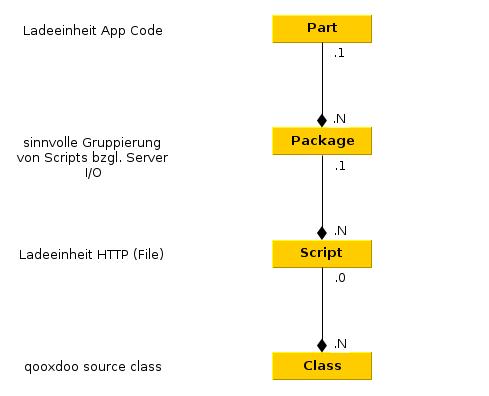 Ladeeinheit App Code
Part
.1
.N
sinnvolle Gruppierung
von Scripts bzgl. Server
I/O
Package
.1
.N
Ladeeinheit HTTP (File)
Script
.0
.N
qooxdoo source class
Class